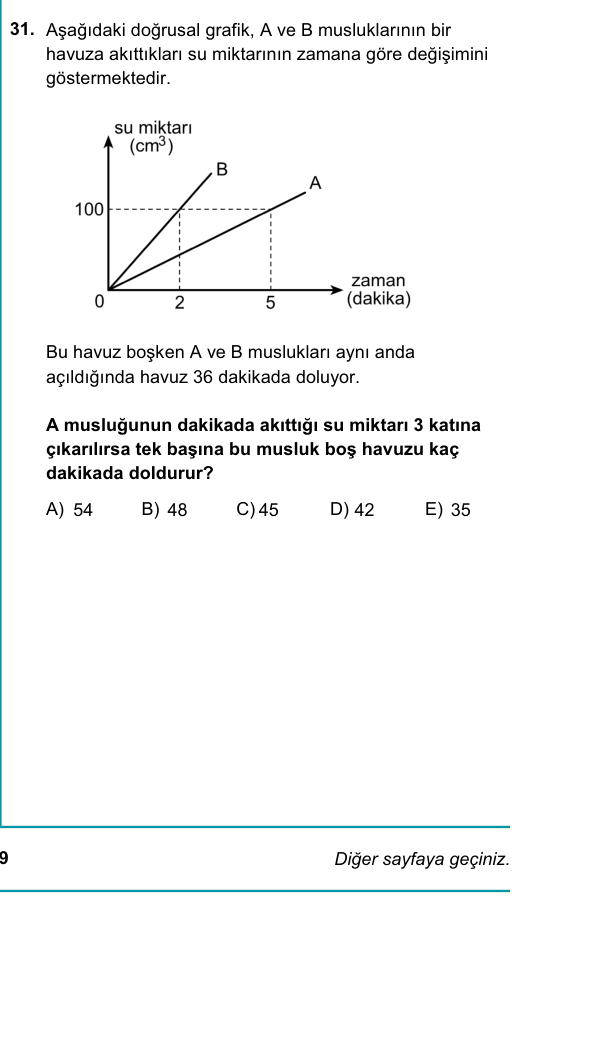 31. Aşağıdaki doğrusal grafik, A ve B musluklarının bir
havuza akıttıkları su miktarının zamana göre değişimini
göstermektedir.
su miktarı
(cm³)
B
A
100
zaman
(dakika)
0
2
5
Bu havuz boşken A ve B muslukları aynı anda
açıldığında havuz 36 dakikada doluyor.
A musluğunun dakikada akıttığı su miktarı 3 katına
çıkarılırsa tek başına bu musluk boş havuzu kaç
dakikada doldurur?
A) 54 B) 48 C) 45 D) 42 E) 35
9 Diğer sayfaya geçiniz.